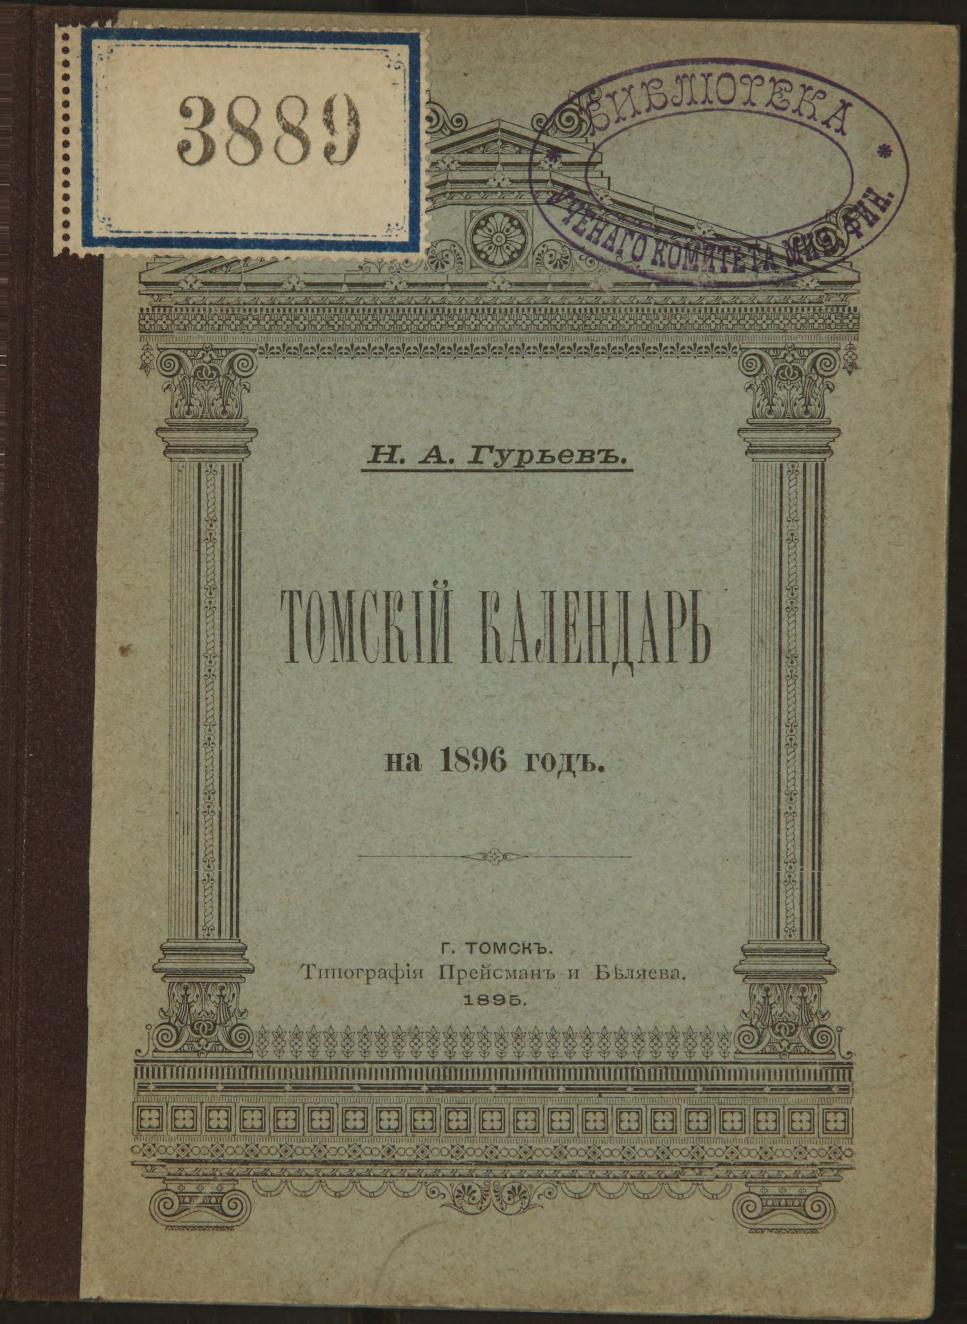 3889
БИБЛІОТЕКА
УЧЕНАГО КОМИТЕТА МИН. ФИН.
Н. А. Гурьевъ.
ТОМСКІЙ КАЛЕНДАРЬ
на 1896 годъ.
Г. ТОМСКЪ.
Типографія Прейсманъ и Бѣляева.
1895.